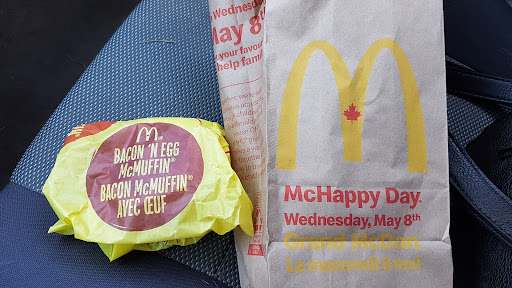 BACON 'N EGG
McMUFFIN®
BACON McMUFFIN®
AVEC ŒUF
Wednesday
May 8
your favou
help fami
McHappy Day
Wednesday, May 8th
Grand McDon
Le mercredi 8 mai